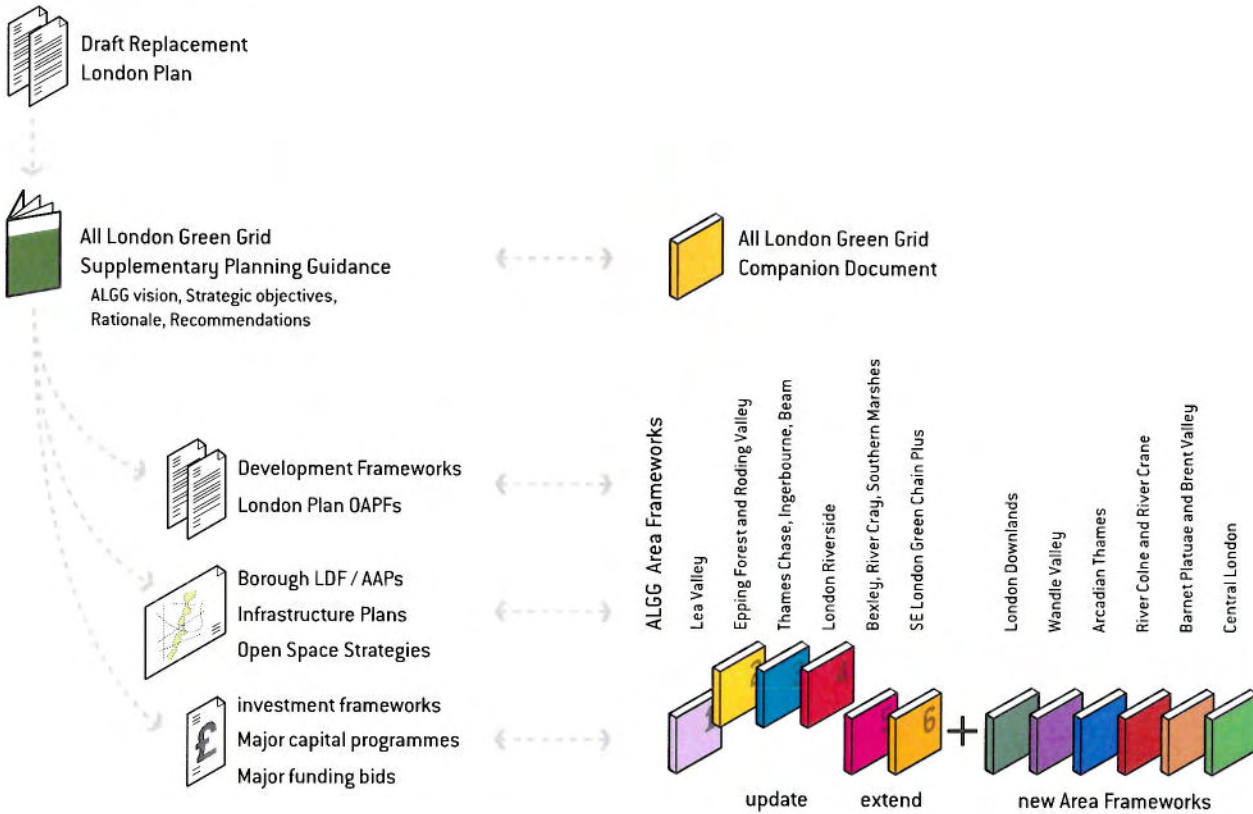 Draft Replacement
London Plan
All London Green Grid
Supplementary Planning Guidance
ALGG vision, Strategic objectives,
Rationale, Recommendations
All London Green Grid
Companion Document
Development Frameworks
London Plan OAPFs
Borough LDF / AAPs
Infrastructure Plans
Open Space Strategies
£
investment frameworks
Major capital programmes
Major funding bids
ALGG Area Frameworks
Lea Valley
Epping Forest and Roding Valley
Thames Chase, Ingerbourne, Beam
London Riverside
Bexley, River Cray, Southern Marshes
SE London Green Chain Plus
London Downlands
Wandle Valley
Arcadian Thames
River Colne and River Crane
Barnet Platuae and Brent Valley
Central London
1
2
3
4
5
6
+
update
extend
new Area Frameworks